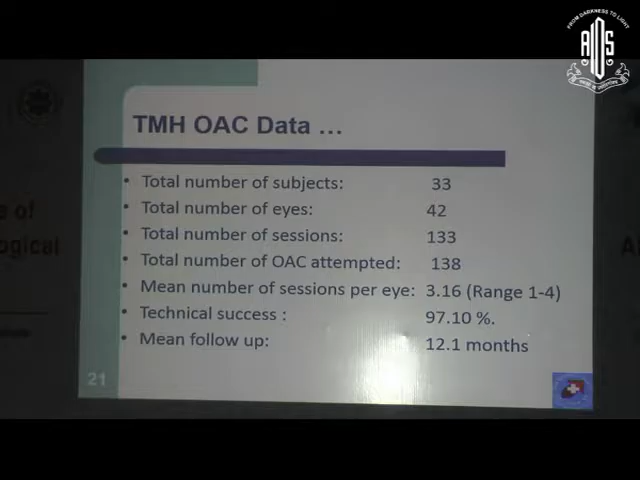 FROM DARKNESS TO LIGHT
AIOS
TMH OAC Data ...
• Total number of subjects: 33
• Total number of eyes: 42
• Total number of sessions: 133
• Total number of OAC attempted: 138
• Mean number of sessions per eye: 3.16 (Range 1-4)
• Technical success : 97.10 %.
• Mean follow up: 12.1 months
21
e of
ological